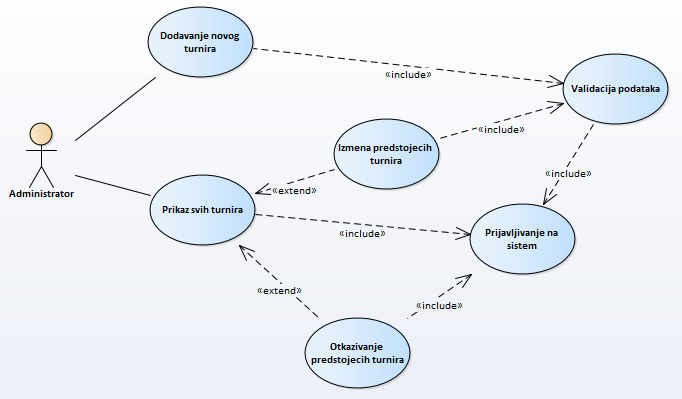 Dodavanje novog
turnira
«include»
Validacija podataka
«include»
Izmena predstojecih
turnira
Administrator
«extend»
«include»
Prikaz svih turnira
«include»
Prijavljivanje na
sistem
«extend»
«include»
Otkazivanje
predstojecih turnira